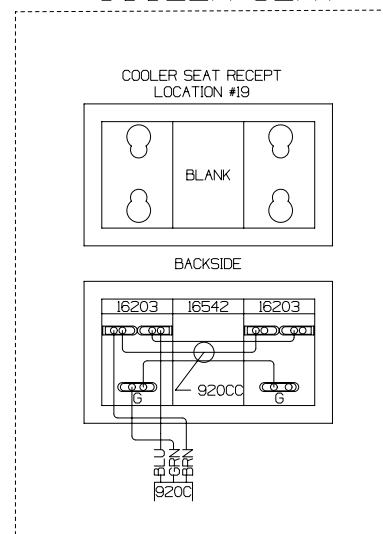 COOLER SEAT RECEPT
LOCATION #19
BLANK
BACKSIDE
16203 16542 16203
920CC
G G
BLU GRN BRN
920C